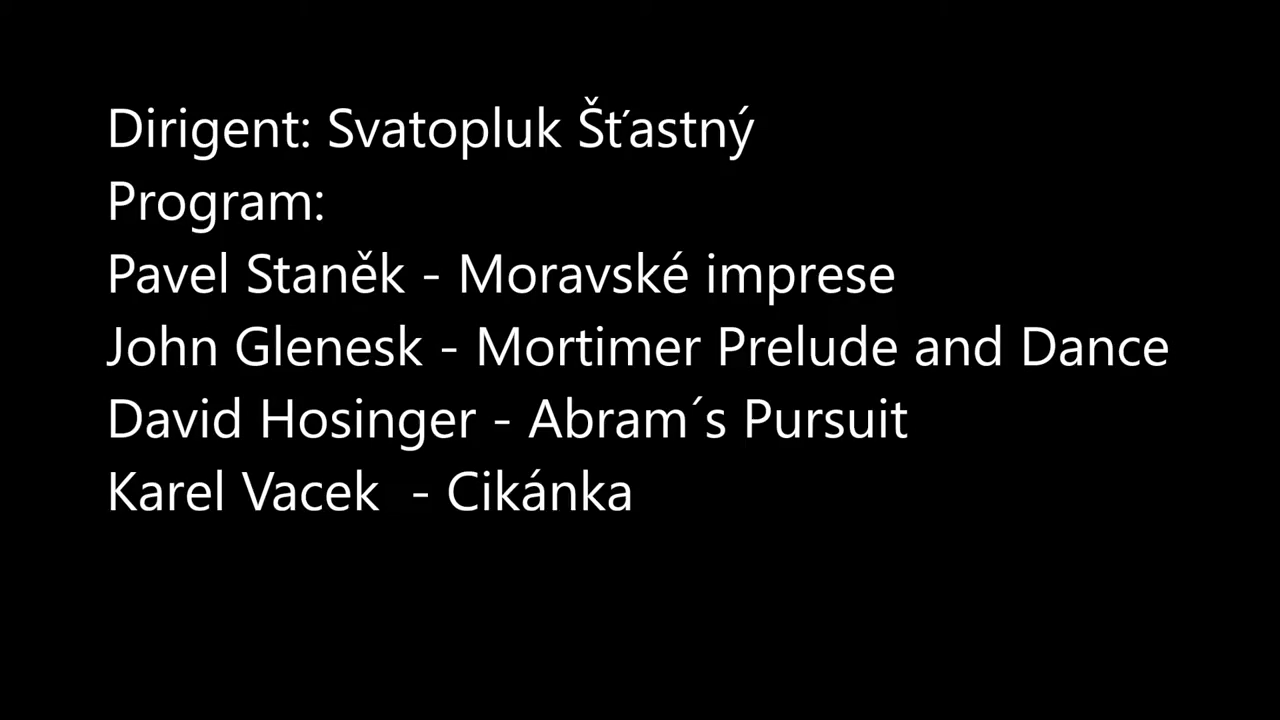 Dirigent: Svatopluk Šťastný
Program:
Pavel Staněk - Moravské imprese
John Glenesk - Mortimer Prelude and Dance
David Hosinger - Abram´s Pursuit
Karel Vacek  - Cikánka